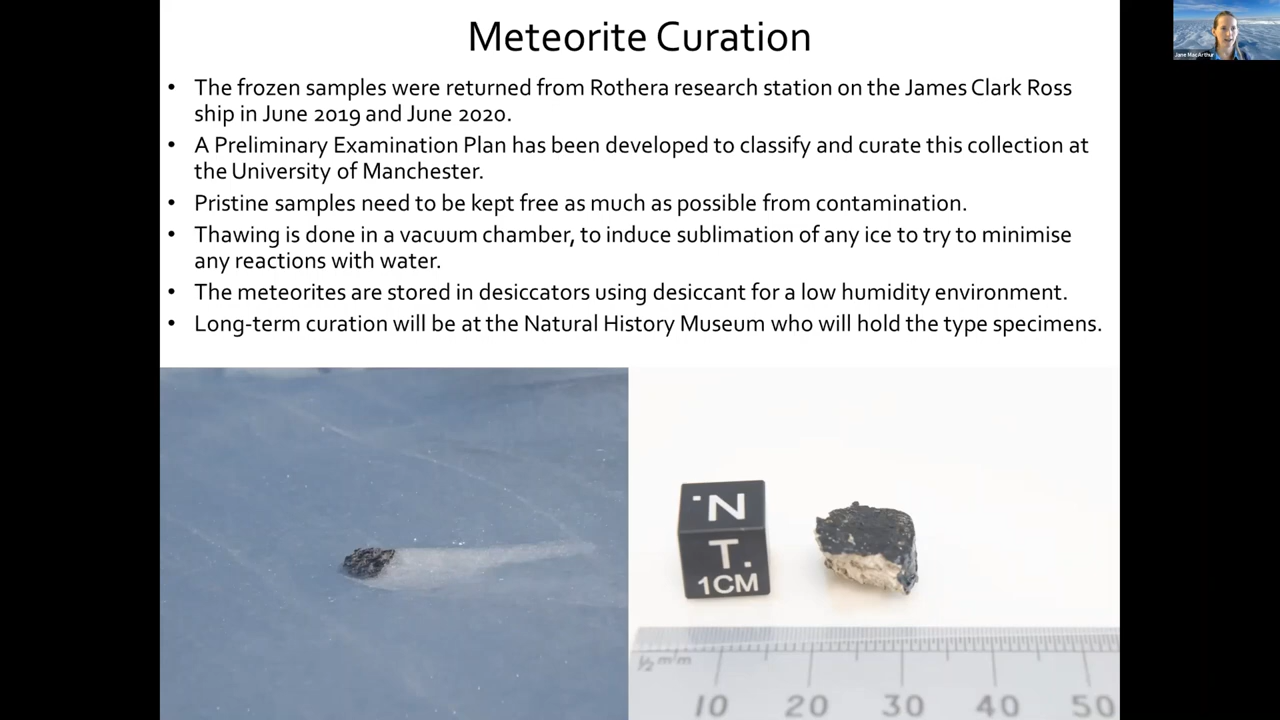 Meteorite Curation
Jane MacArthur
• The frozen samples were returned from Rothera research station on the James Clark Ross
ship in June 2019 and June 2020.
• A Preliminary Examination Plan has been developed to classify and curate this collection at
the University of Manchester.
• Pristine samples need to be kept free as much as possible from contamination.
• Thawing is done in a vacuum chamber, to induce sublimation of any ice to try to minimise
any reactions with water.
• The meteorites are stored in desiccators using desiccant for a low humidity environment.
• Long-term curation will be at the Natural History Museum who will hold the type specimens.
N
T.
1CM
½ m/m
10 20 30 40 50